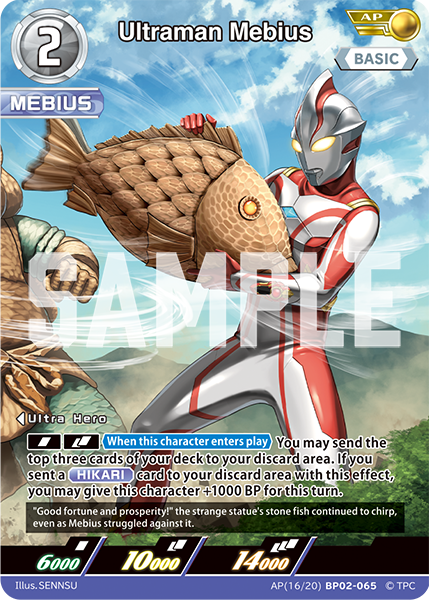 2
Ultraman Mebius
AP
BASIC
MEBIUS
SAMPLE
Ultra Hero
When this character enters play You may send the
top three cards of your deck to your discard area. If you
sent a HIKARI card to your discard area with this effect,
you may give this character +1000 BP for this turn.
"Good fortune and prosperity!" the strange statue's stone fish continued to chirp,
even as Mebius struggled against it.
6000 10000 14000
Illus. SENNSU AP(16/20) BP02-065 © TPC